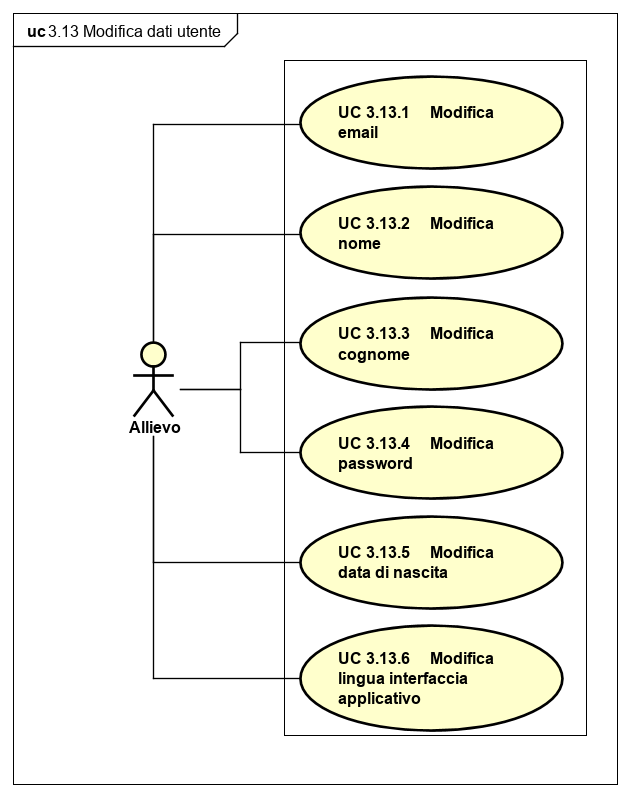 uc 3.13 Modifica dati utente
UC 3.13.1 Modifica
email
UC 3.13.2 Modifica
nome
UC 3.13.3 Modifica
cognome
Allievo
UC 3.13.4 Modifica
password
UC 3.13.5 Modifica
data di nascita
UC 3.13.6 Modifica
lingua interfaccia
applicativo